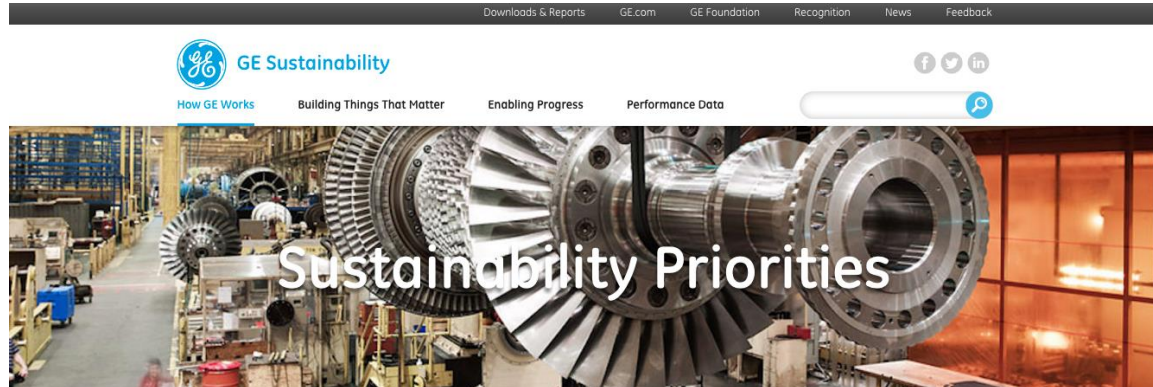 Downloads & Reports GE.com GE Foundation Recognition News Feedback
GE GE Sustainability
How GE Works Building Things That Matter Enabling Progress Performance Data
Sustainability Priorities